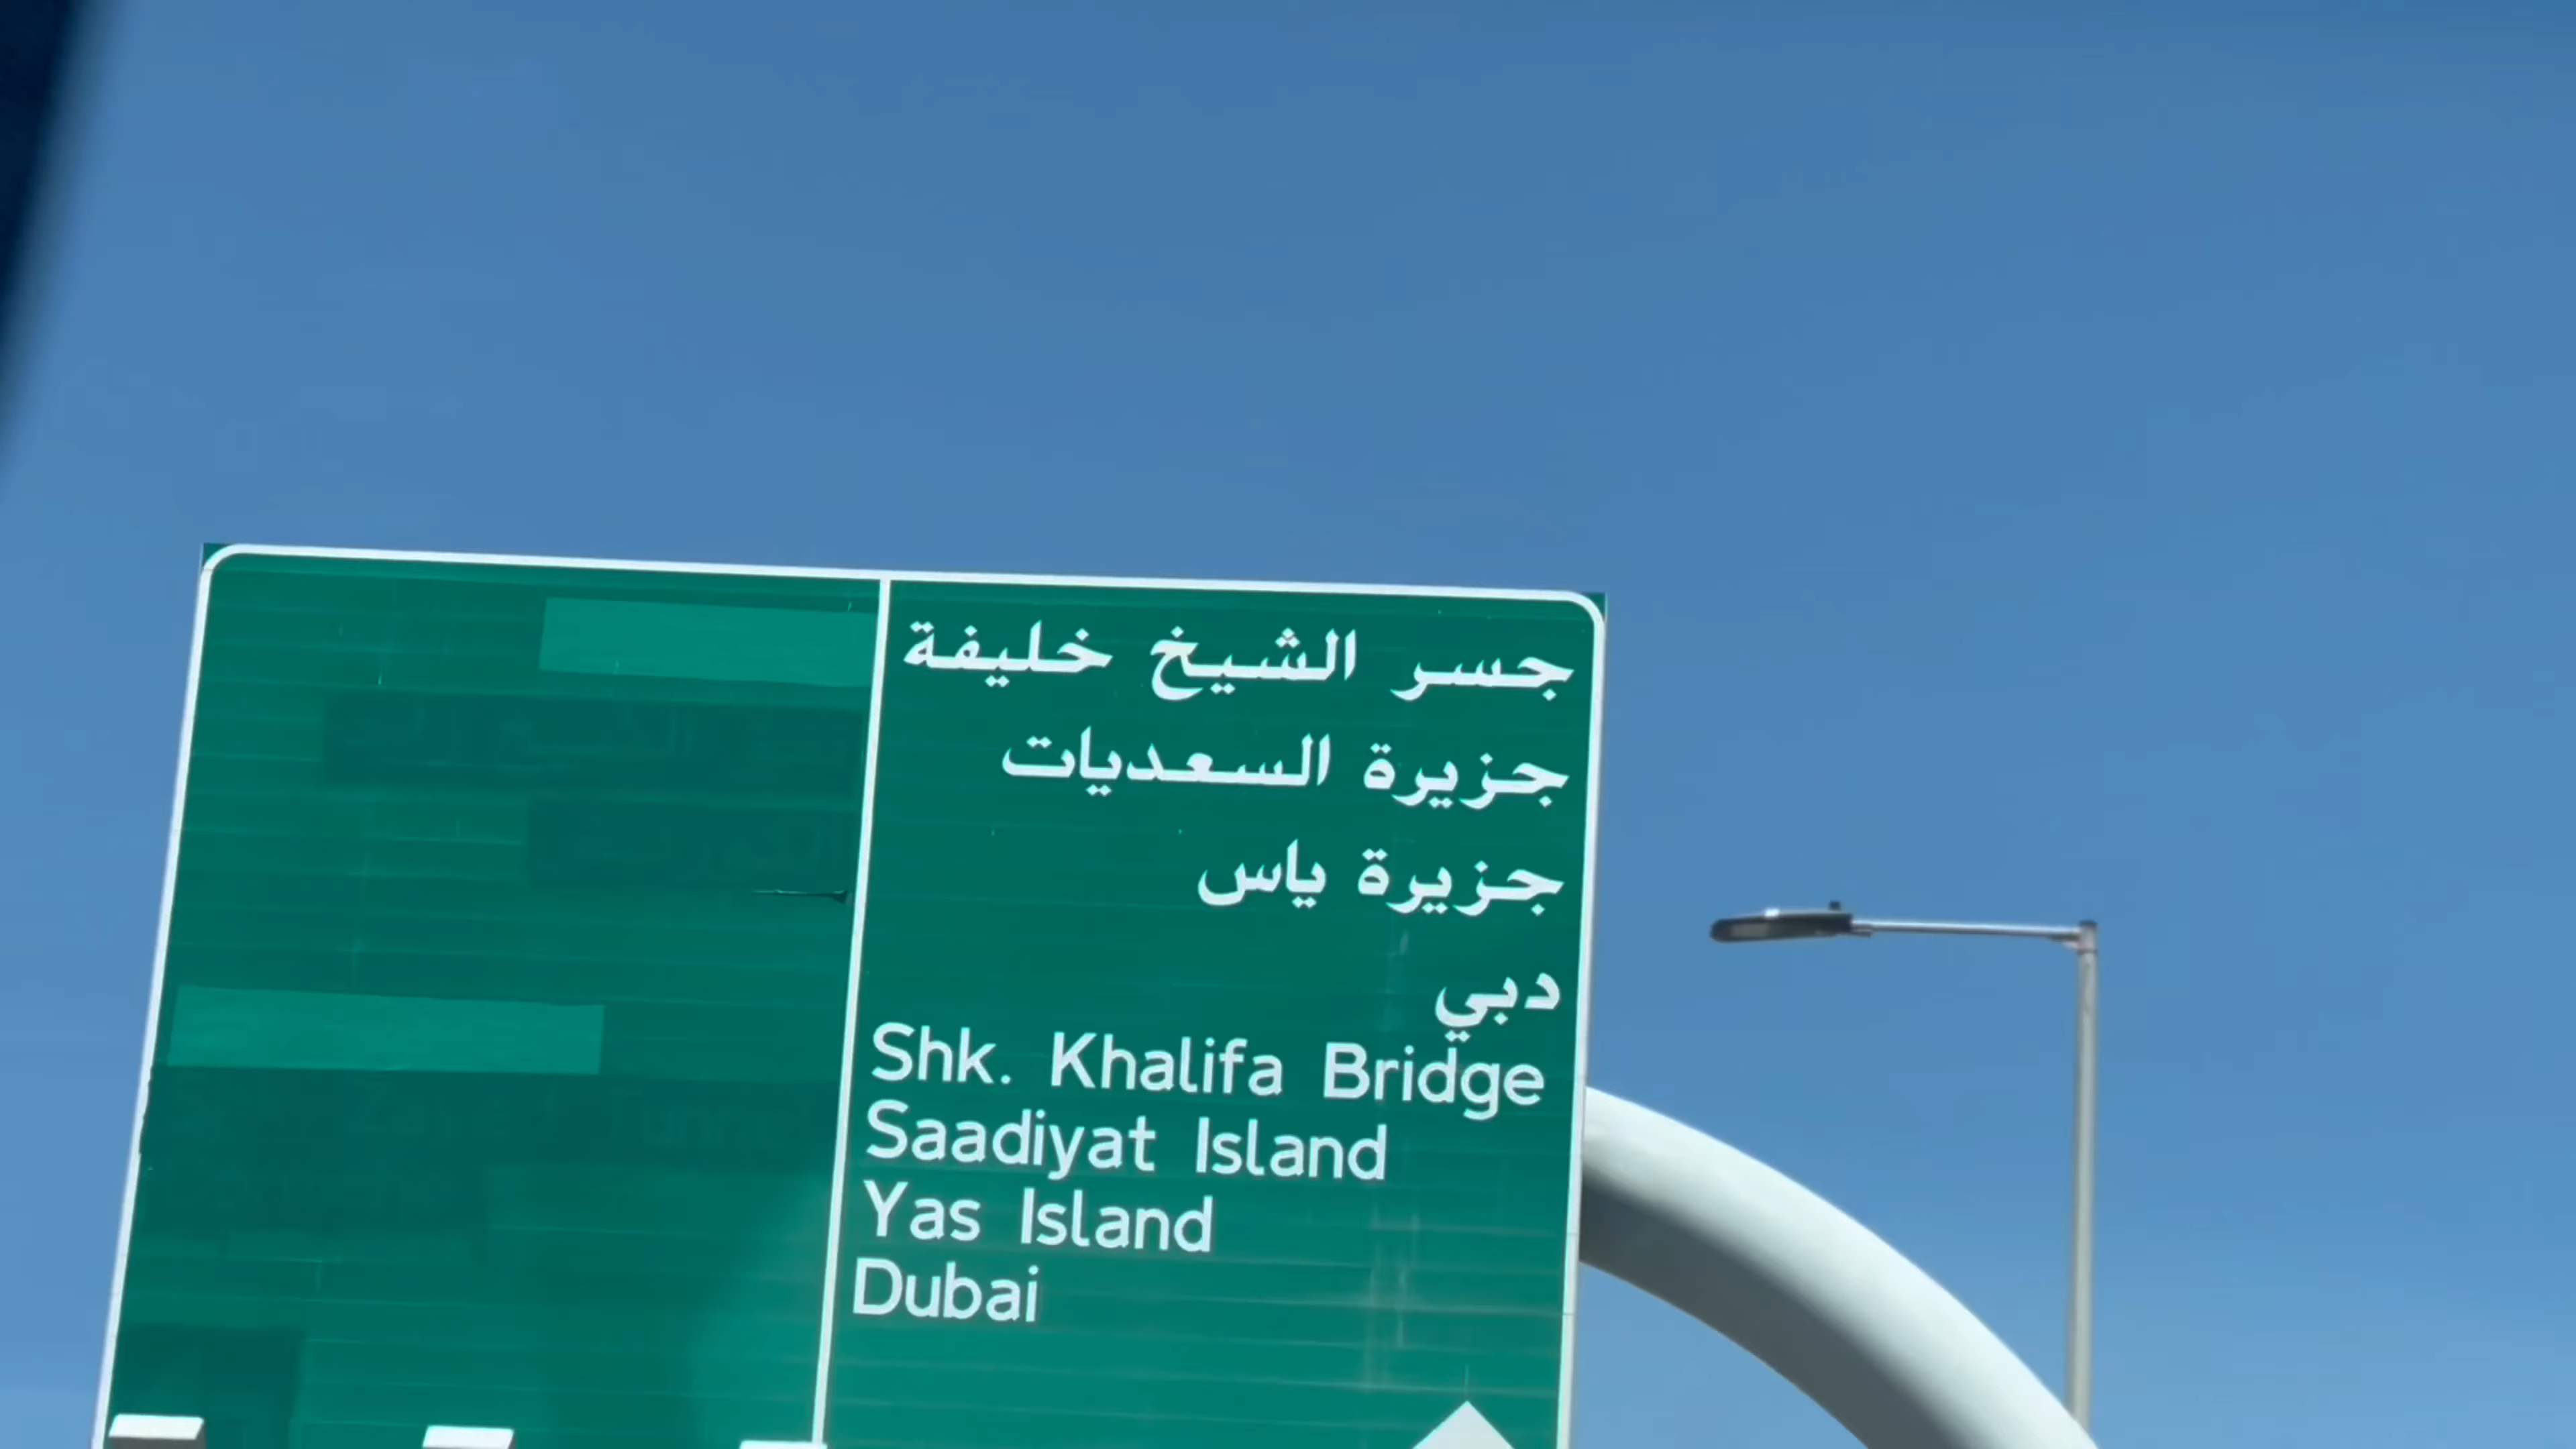 جسر الشيخ خليفة
جزيرة السعديات
جزيرة ياس
دبي
Shk. Khalifa Bridge
Saadiyat Island
Yas Island
Dubai